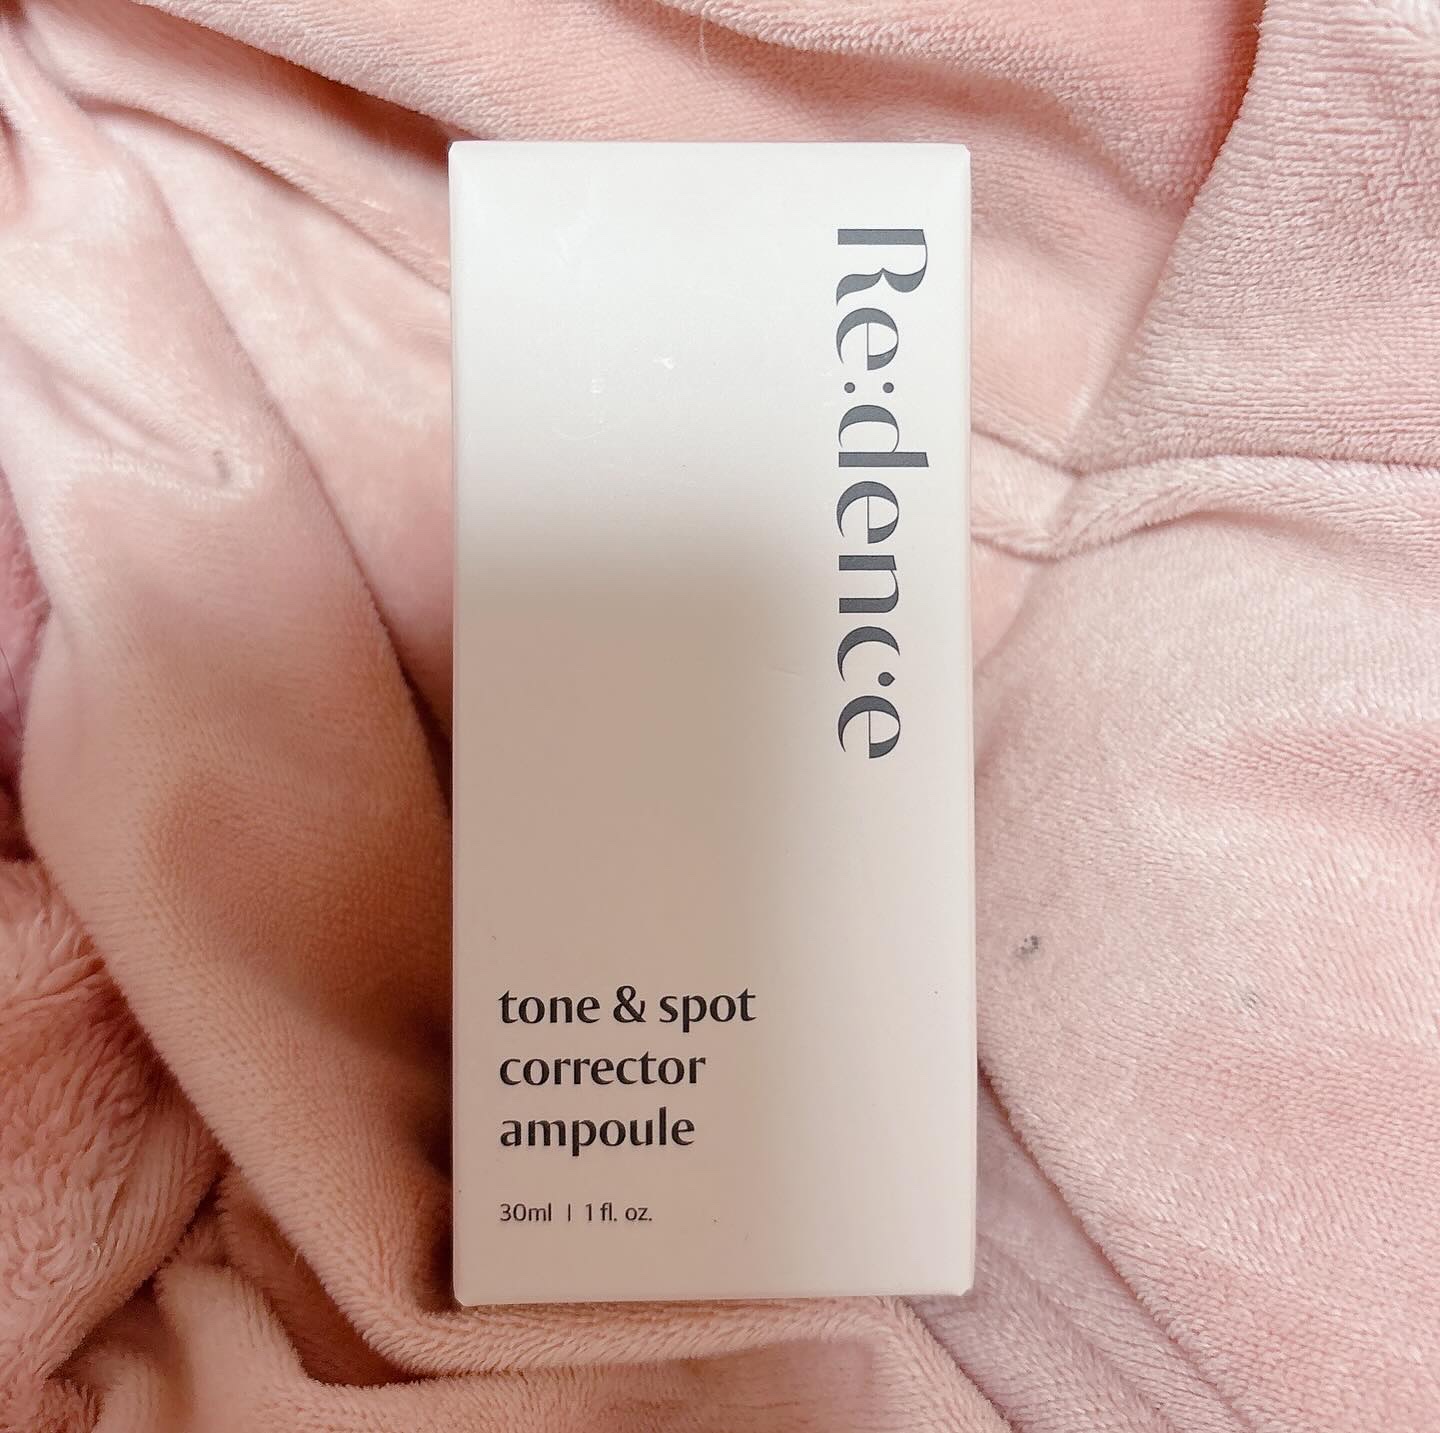 Re:dence
tone & spot
corrector
ampoule
30ml | 1 fl. oz.